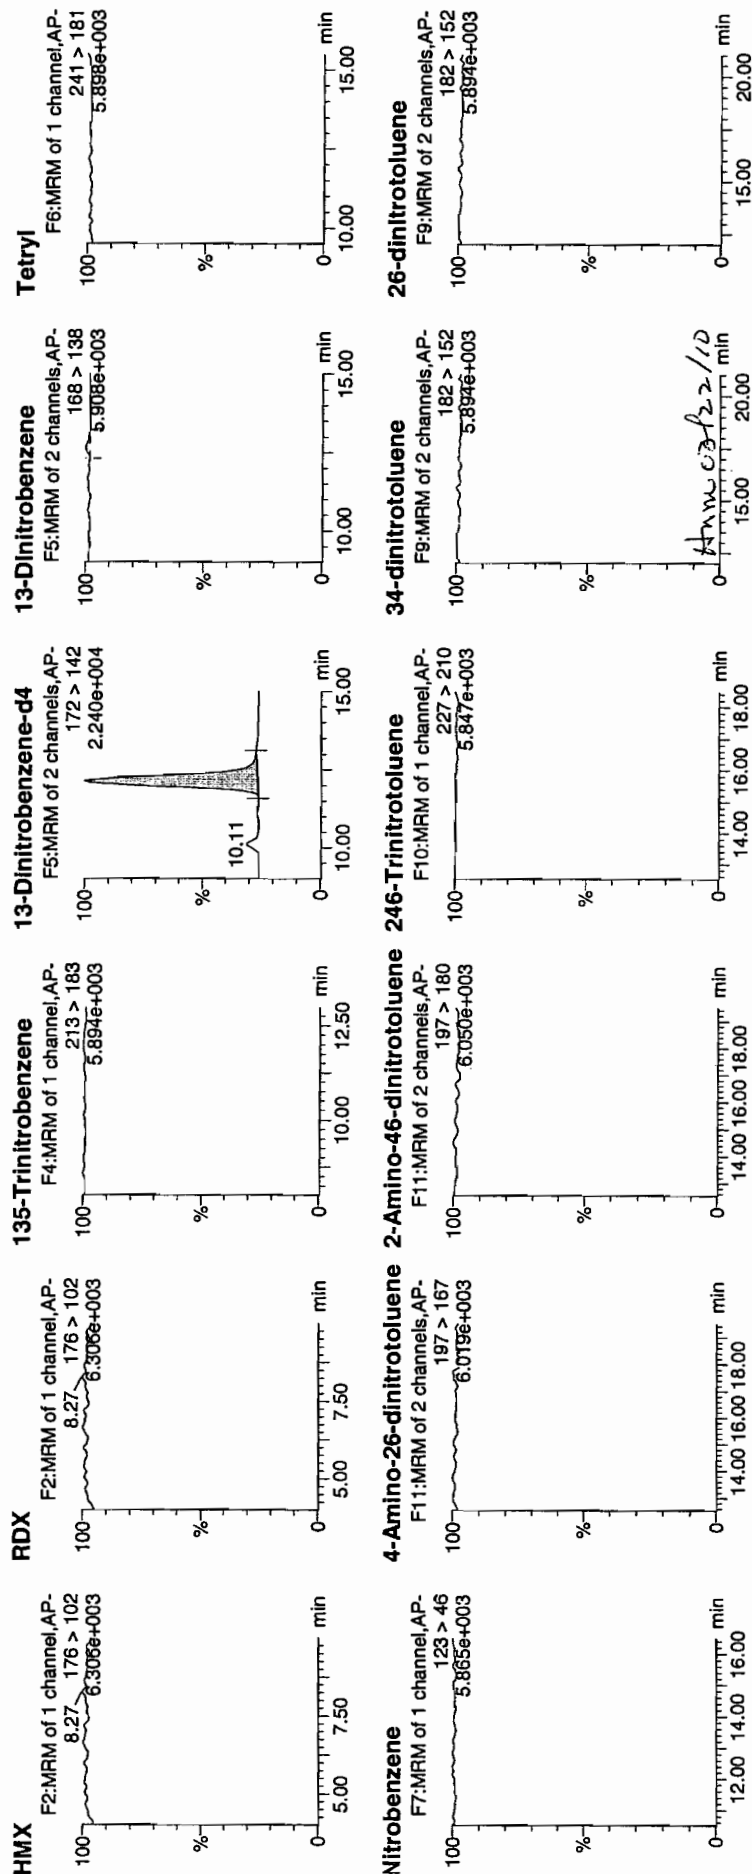 HMX
F2:MRM of 1 channel,AP-
176 > 102
6.306e+003
8.27
100
%
0
5.00
7.50
min
RDX
F2:MRM of 1 channel,AP-
176 > 102
6.306e+003
8.27
100
%
0
5.00
7.50
min
135-Trinitrobenzene
F4:MRM of 1 channel,AP-
213 > 183
5.894e+003
100
%
0
10.00
12.50
min
13-Dinitrobenzene-d4
F5:MRM of 2 channels,AP-
172 > 142
2.240e+004
10.11
100
%
0
10.00
15.00
min
13-Dinitrobenzene
F5:MRM of 2 channels,AP-
168 > 138
5.908e+003
100
%
0
10.00
15.00
min
Tetryl
F6:MRM of 1 channel,AP-
241 > 181
5.898e+003
100
%
0
10.00
15.00
min
Nitrobenzene
F7:MRM of 1 channel,AP-
123 > 46
5.865e+003
100
%
0
12.00
14.00
16.00
min
4-Amino-26-dinitrotoluene
F11:MRM of 2 channels,AP-
197 > 167
6.019e+003
100
%
0
14.00
16.00
18.00
min
2-Amino-46-dinitrotoluene
F11:MRM of 2 channels,AP-
197 > 180
6.050e+003
100
%
0
14.00
16.00
18.00
min
246-Trinitrotoluene
F10:MRM of 1 channel,AP-
227 > 210
5.847e+003
100
%
0
14.00
16.00
18.00
min
34-dinitrotoluene
F9:MRM of 2 channels,AP-
182 > 152
5.894e+003
100
%
0
15.00
20.00
min
26-dinitrotoluene
F9:MRM of 2 channels,AP-
182 > 152
5.894e+003
100
%
0
15.00
20.00
min